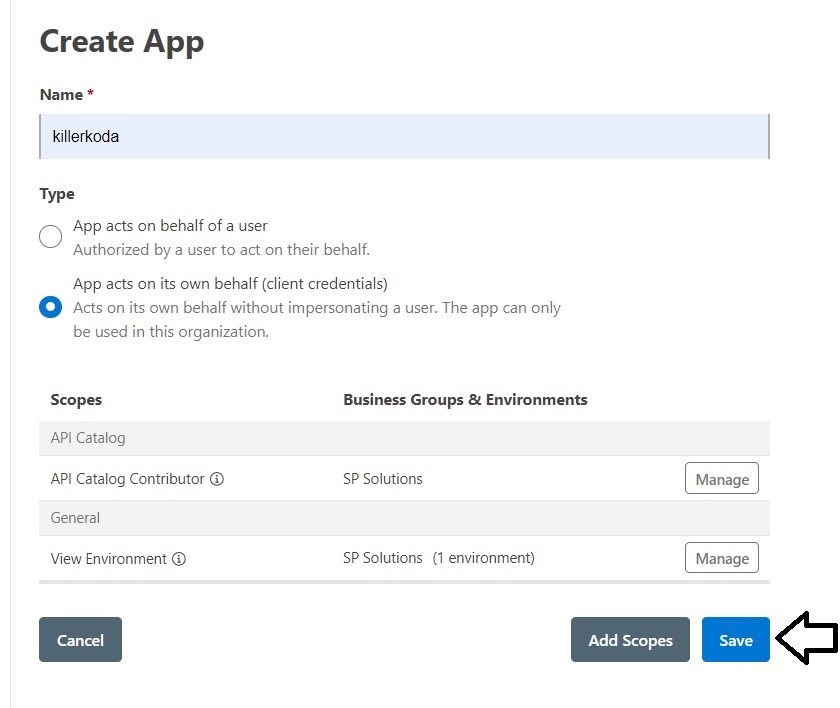 Create App
Name *
killerkoda
Type
App acts on behalf of a user
Authorized by a user to act on their behalf.
App acts on its own behalf (client credentials)
Acts on its own behalf without impersonating a user. The app can only
be used in this organization.
Scopes Business Groups & Environments
API Catalog
API Catalog Contributor SP Solutions Manage
General
View Environment SP Solutions (1 environment) Manage
Cancel Add Scopes Save